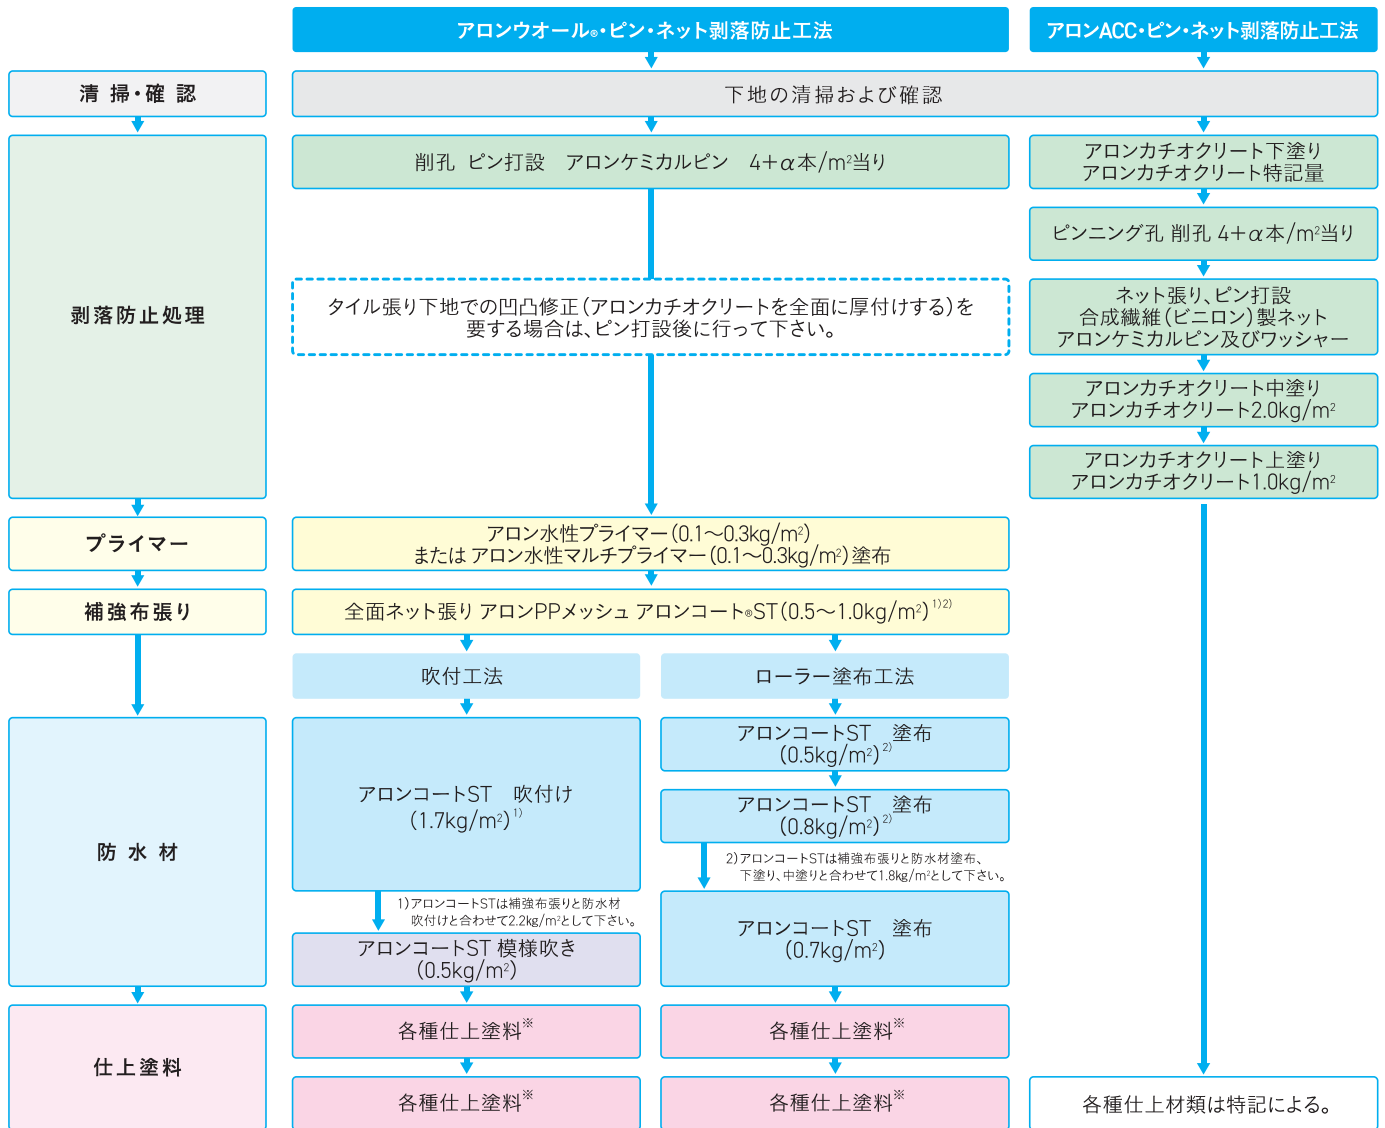 アロンウオール®・ピン・ネット剥落防止工法
アロンACC・ピン・ネット剥落防止工法
清 掃・確 認
下地の清掃および確認
剥落防止処理
削孔 ピン打設　アロンケミカルピン　4+α本/m²当り
タイル張り下地での凹凸修正(アロンカチオクリートを全面に厚付けする)を
要する場合は、ピン打設後に行って下さい。
アロンカチオクリート下塗り
アロンカチオクリート特記量
ピンニング孔 削孔 4+α本/m²当り
ネット張り、ピン打設
合成繊維(ビニロン)製ネット
アロンケミカルピン及びワッシャー
アロンカチオクリート中塗り
アロンカチオクリート2.0kg/m²
アロンカチオクリート上塗り
アロンカチオクリート1.0kg/m²
プライマー
アロン水性プライマー(0.1〜0.3kg/m²)
または アロン水性マルチプライマー(0.1〜0.3kg/m²)塗布
補強布張り
全面ネット張り アロンPPメッシュ アロンコート®ST(0.5〜1.0kg/m²)¹⁾²⁾
吹付工法
ローラー塗布工法
防 水 材
アロンコートST　吹付け
(1.7kg/m²)¹⁾
1)アロンコートSTは補強布張りと防水材
吹付けと合わせて2.2kg/m²として下さい。
アロンコートST 模様吹き
(0.5kg/m²)
アロンコートST　塗布
(0.5kg/m²)²⁾
アロンコートST　塗布
(0.8kg/m²)²⁾
2)アロンコートSTは補強布張りと防水材塗布、
下塗り、中塗りと合わせて1.8kg/m²として下さい。
アロンコートST　塗布
(0.7kg/m²)
仕上塗料
各種仕上塗料※
各種仕上塗料※
各種仕上塗料※
各種仕上塗料※
各種仕上材類は特記による。